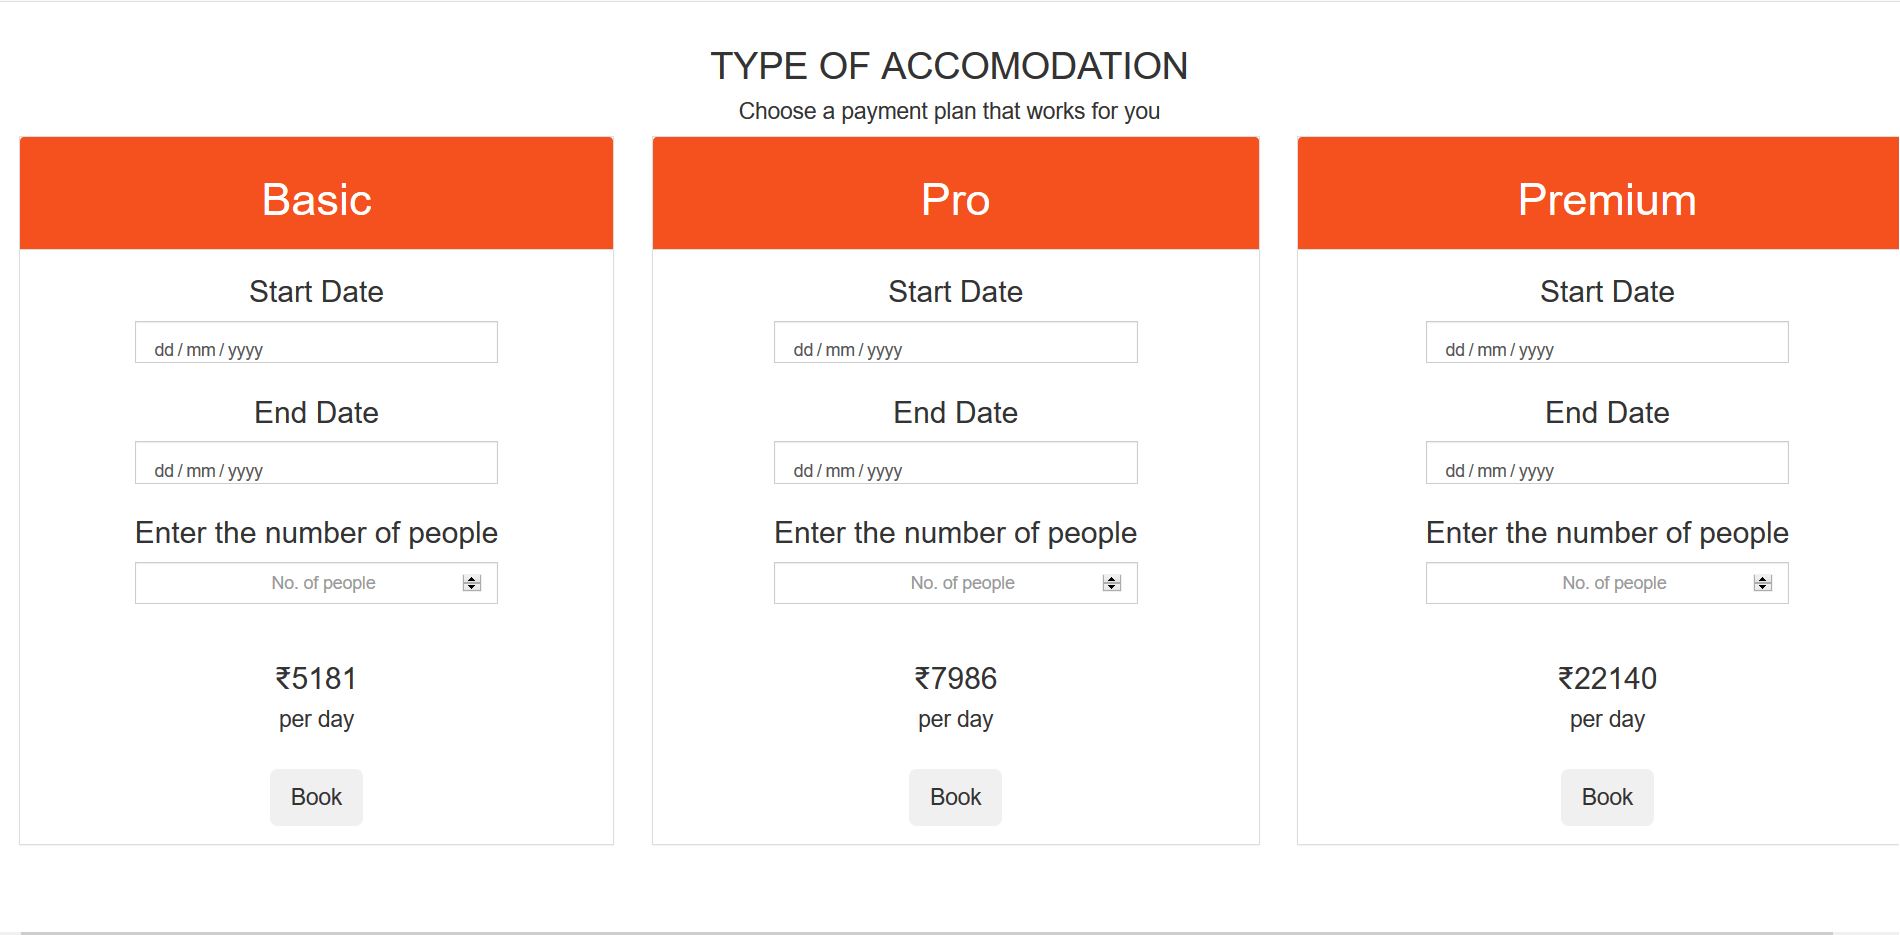 TYPE OF ACCOMODATION
Choose a payment plan that works for you
Basic
Start Date
dd / mm / yyyy
End Date
dd / mm / yyyy
Enter the number of people
No. of people
₹5181
per day
Book
Pro
Start Date
dd / mm / yyyy
End Date
dd / mm / yyyy
Enter the number of people
No. of people
₹7986
per day
Book
Premium
Start Date
dd / mm / yyyy
End Date
dd / mm / yyyy
Enter the number of people
No. of people
₹22140
per day
Book